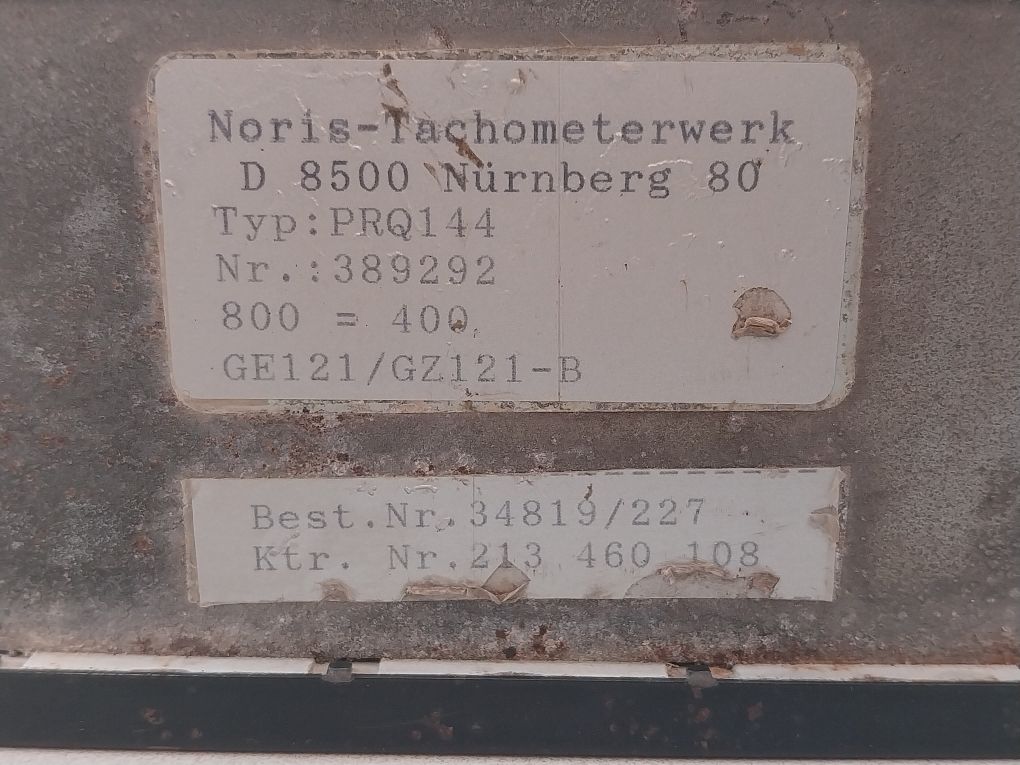 Noris-Tachometerwerk
D 8500 Nürnberg 80
Typ:PRQ144
Nr.:389292
800 = 400
GE121/GZ121-B
Best.Nr.34819/227
Ktr. Nr.213 460 108